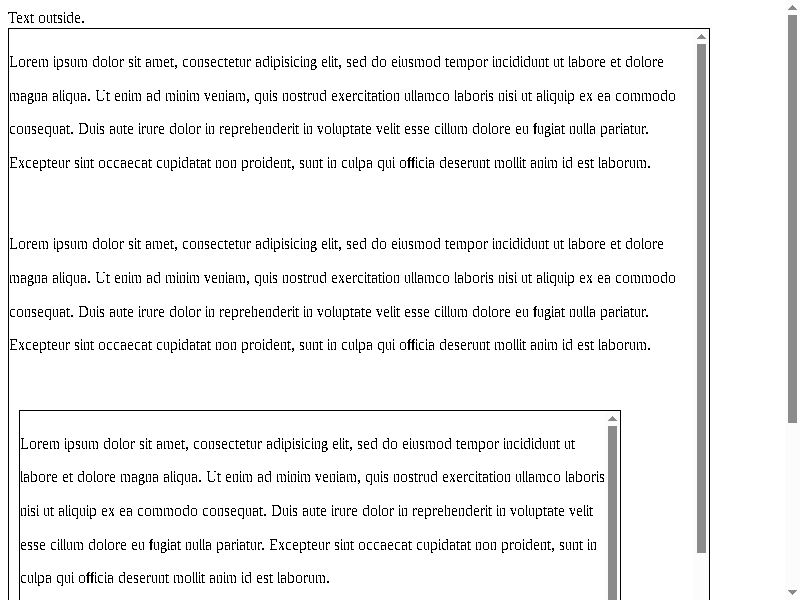 Text outside.
Lorem ipsum dolor sit amet, consectetur adipisicing elit, sed do eiusmod tempor incididunt ut labore et dolore
magna aliqua. Ut enim ad minim veniam, quis nostrud exercitation ullamco laboris nisi ut aliquip ex ea commodo
consequat. Duis aute irure dolor in reprehenderit in voluptate velit esse cillum dolore eu fugiat nulla pariatur.
Excepteur sint occaecat cupidatat non proident, sunt in culpa qui officia deserunt mollit anim id est laborum.
Lorem ipsum dolor sit amet, consectetur adipisicing elit, sed do eiusmod tempor incididunt ut labore et dolore
magna aliqua. Ut enim ad minim veniam, quis nostrud exercitation ullamco laboris nisi ut aliquip ex ea commodo
consequat. Duis aute irure dolor in reprehenderit in voluptate velit esse cillum dolore eu fugiat nulla pariatur.
Excepteur sint occaecat cupidatat non proident, sunt in culpa qui officia deserunt mollit anim id est laborum.
Lorem ipsum dolor sit amet, consectetur adipisicing elit, sed do eiusmod tempor incididunt ut
labore et dolore magna aliqua. Ut enim ad minim veniam, quis nostrud exercitation ullamco laboris
nisi ut aliquip ex ea commodo consequat. Duis aute irure dolor in reprehenderit in voluptate velit
esse cillum dolore eu fugiat nulla pariatur. Excepteur sint occaecat cupidatat non proident, sunt in
culpa qui officia deserunt mollit anim id est laborum.